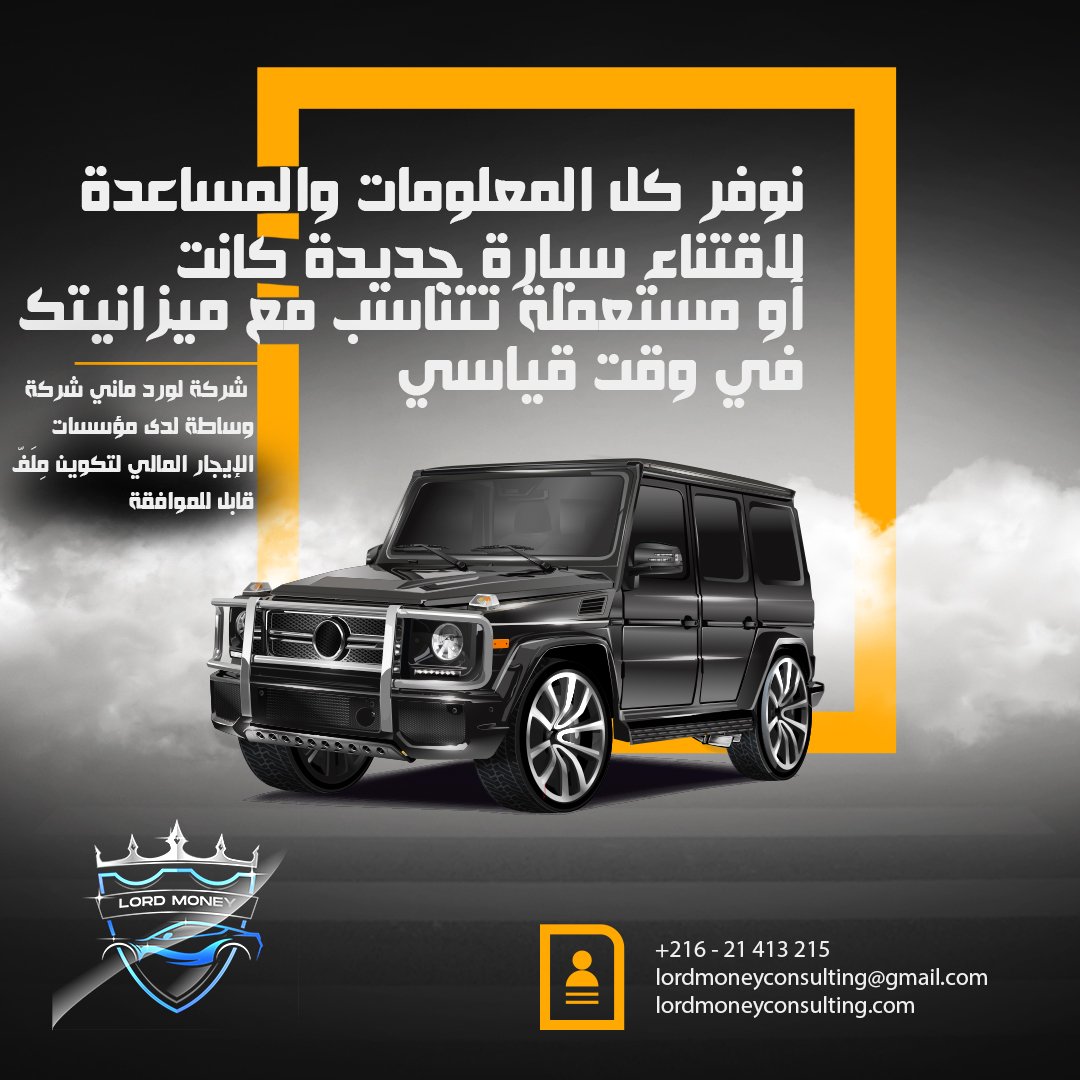 نوفر كل المعلومات والمساعدة
لاقتناء سيارة جديدة كانت
أو مستعملة تتناسب مع ميزانيتك
في وقت قياسي
شركة لورد ماني شركة
وساطة لدى مؤسسات
الإيجار المالي لتكوين مِلَفّ
قابل للموافقة
LORD MONEY
+216 - 21 413 215
lordmoneyconsulting@gmail.com
lordmoneyconsulting.com